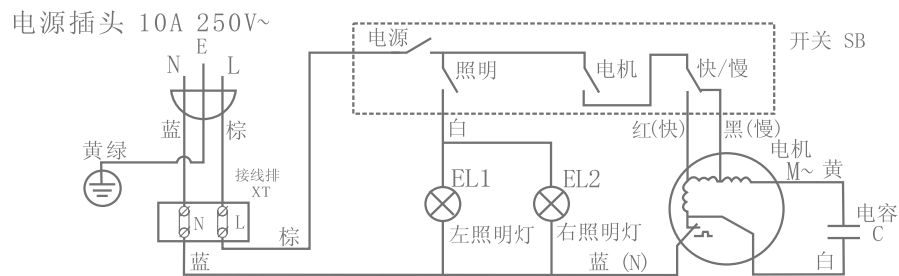 电源插头 10A 250V~
N E L
蓝 棕
黄绿
接线排
XT
N L
棕
蓝
电源
照明
电机
快/慢
开关 SB
白
红(快) 黑(慢)
EL1 EL2
左照明灯 右照明灯
蓝 (N)
电机
M~ 黄
电容
C
白